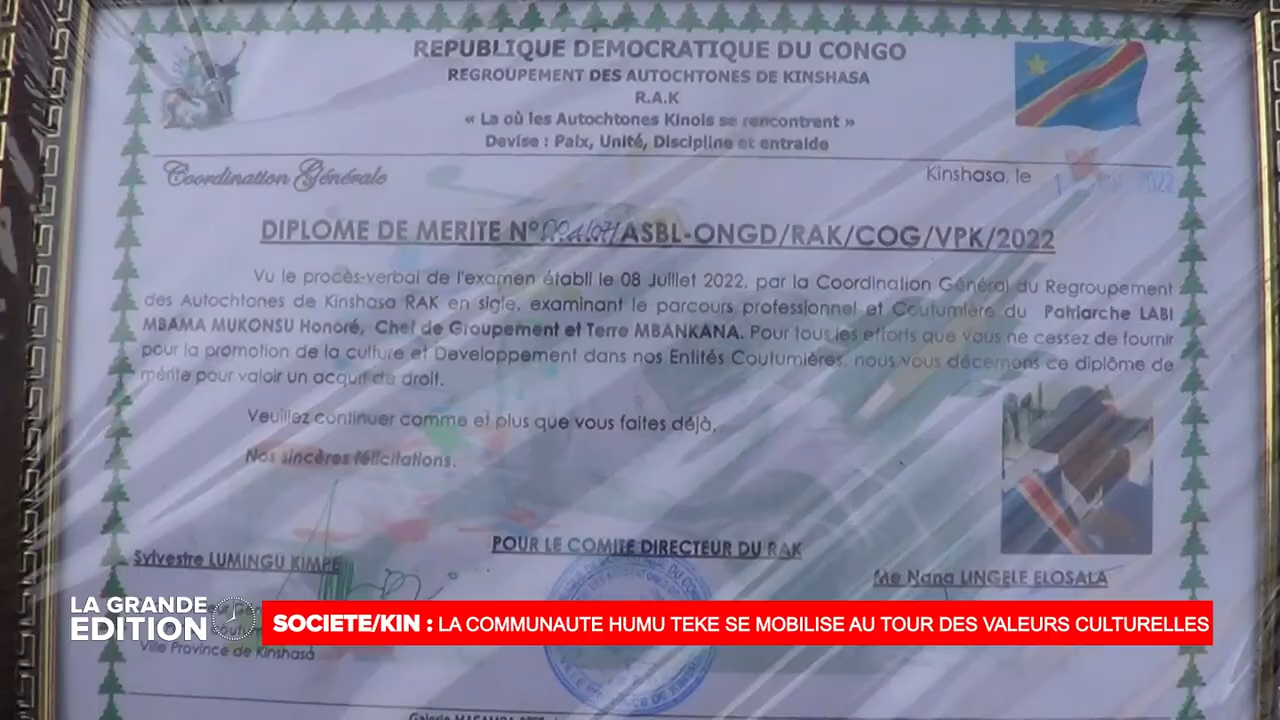 REPUBLIQUE DEMOCRATIQUE DU CONGO
REGROUPEMENT DES AUTOCHTONES DE KINSHASA
R.A.K
« La où les Autochtones Kinois se rencontrent »
Devise : Paix, Unité, Discipline et entraide
Coordination Générale
Kinshasa, le 2022
DIPLOME DE MERITE N° /ASBL-ONGD/RAK/COG/VPK/2022
Vu le procès-verbal de l'examen établi le 08 Juillet 2022, par la Coordination Général du Regroupement
des Autochtones de Kinshasa RAK en sigle, examinant le parcours professionnel et Coutumière du Patriarche LABI
MBAMA MUKONSU Honoré, Chef de Groupement et Terre MBANKANA. Pour tous les efforts que vous ne cessez de fournir
pour la promotion de la culture et Developpement dans nos Entités Coutumières, nous vous décernons ce diplôme de
mérite pour valoir un acquit de droit.
Veuillez continuer comme et plus que vous faites déjà,
Nos sincères félicitations.
POUR LE COMITE DIRECTEUR DU RAK
Sylvestre LUMINGU KIMPE
Me Nana LINGELE ELOSALA
LA GRANDE
EDITION
SOCIETE/KIN : LA COMMUNAUTE HUMU TEKE SE MOBILISE AU TOUR DES VALEURS CULTURELLES
Ville Province de Kinshasa